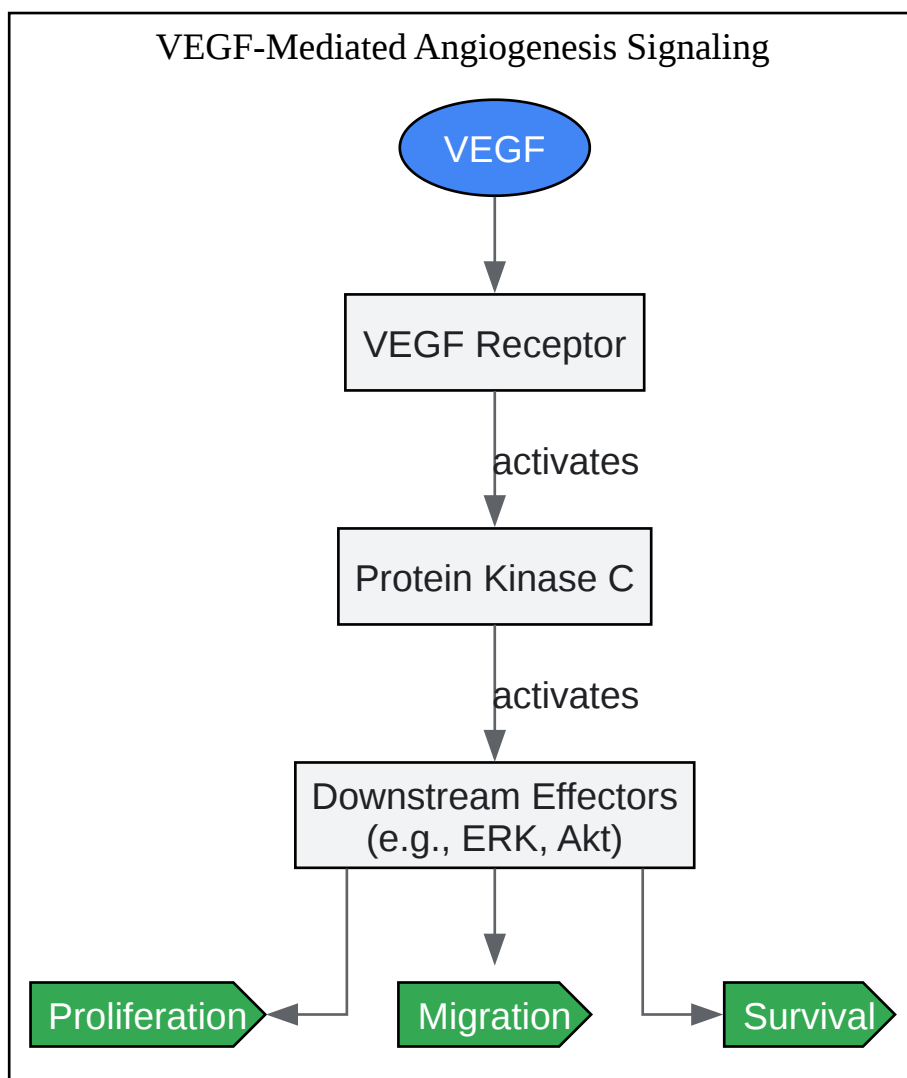 VEGF-Mediated Angiogenesis Signaling
VEGF
VEGF Receptor
activates
Protein Kinase C
activates
Downstream Effectors
(e.g., ERK, Akt)
Proliferation
Migration
Survival